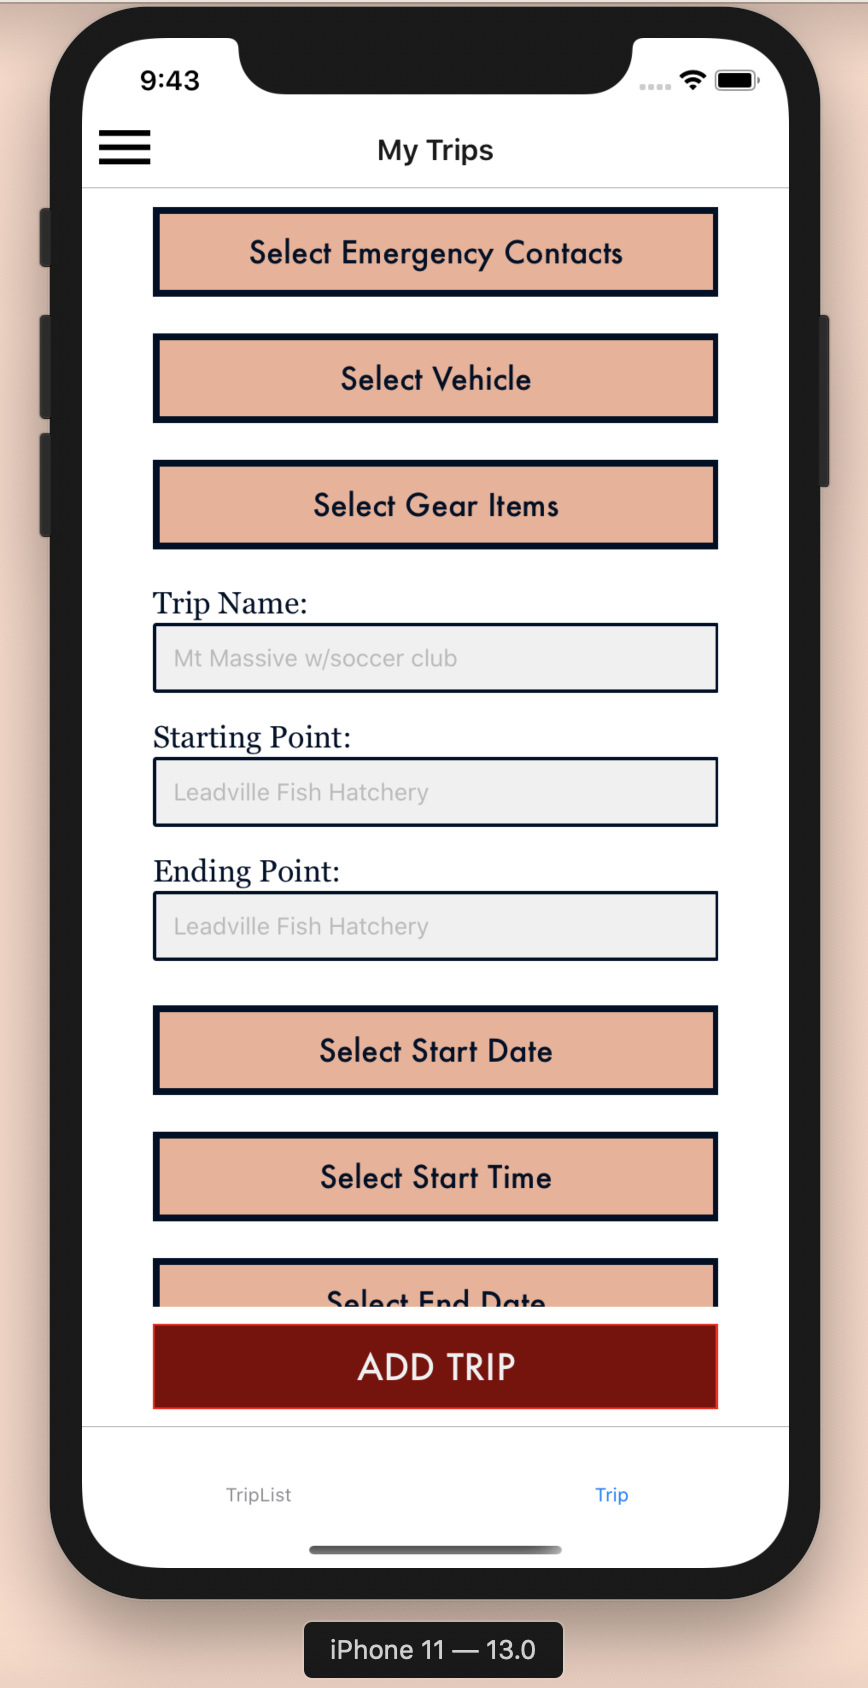 9:43
My Trips
Select Emergency Contacts
Select Vehicle
Select Gear Items
Trip Name:
Mt Massive w/soccer club
Starting Point:
Leadville Fish Hatchery
Ending Point:
Leadville Fish Hatchery
Select Start Date
Select Start Time
Select End Date
ADD TRIP
TripList
Trip
iPhone 11 — 13.0